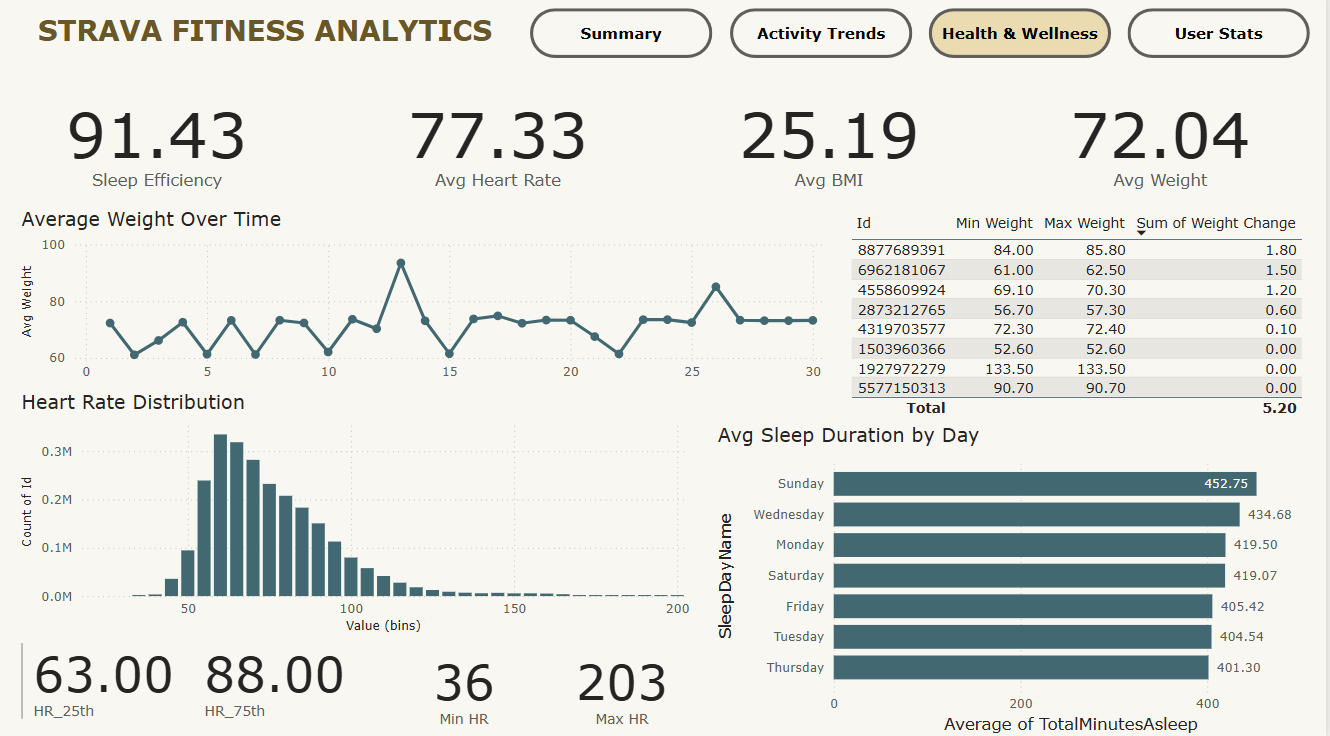 STRAVA FITNESS ANALYTICS
Summary
Activity Trends
Health & Wellness
User Stats
91.43
Sleep Efficiency
77.33
Avg Heart Rate
25.19
Avg BMI
72.04
Avg Weight
Average Weight Over Time
Avg Weight
100
80
60
0 5 10 15 20 25 30
Id Min Weight Max Weight Sum of Weight Change
8877689391 84.00 85.80 1.80
6962181067 61.00 62.50 1.50
4558609924 69.10 70.30 1.20
2873212765 56.70 57.30 0.60
4319703577 72.30 72.40 0.10
1503960366 52.60 52.60 0.00
1927972279 133.50 133.50 0.00
5577150313 90.70 90.70 0.00
Total 5.20
Heart Rate Distribution
Count of Id
0.3M
0.2M
0.1M
0.0M
50 100 150 200
Value (bins)
63.00
HR_25th
88.00
HR_75th
36
Min HR
203
Max HR
Avg Sleep Duration by Day
SleepDayName
Sunday 452.75
Wednesday 434.68
Monday 419.50
Saturday 419.07
Friday 405.42
Tuesday 404.54
Thursday 401.30
0 200 400
Average of TotalMinutesAsleep